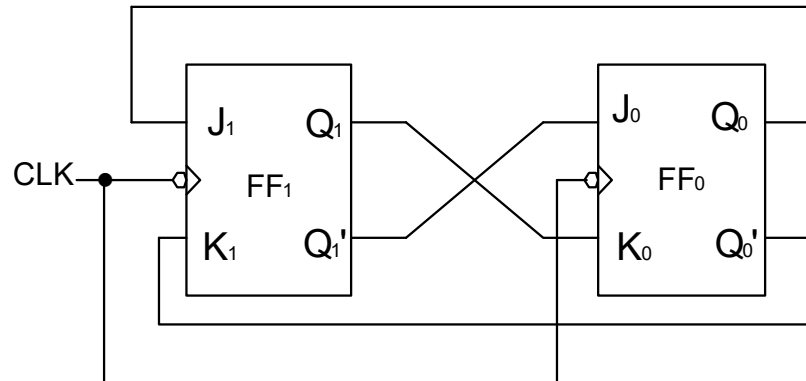 J₁ Q₁ J₀ Q₀
CLK FF₁ FF₀
K₁ Q₁' K₀ Q₀'